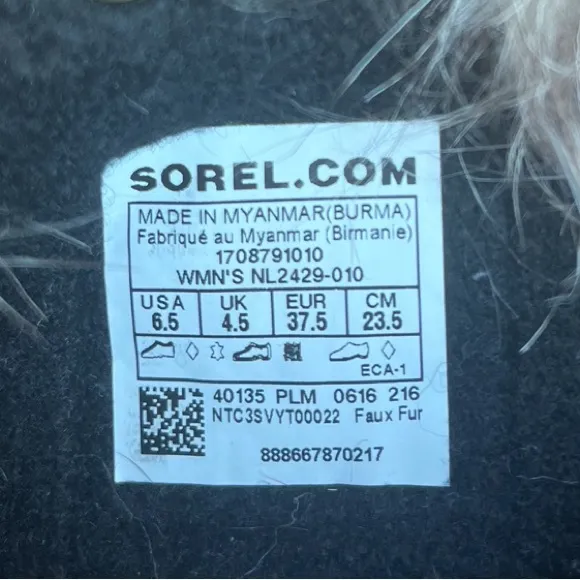 SOREL.COM
MADE IN MYANMAR(BURMA)
Fabriqué au Myanmar (Birmanie)
1708791010
WMN'S NL2429-010
USA UK EUR CM
6.5 4.5 37.5 23.5
ECA-1
40135 PLM 0616 216
NTC3SVYT00022 Faux Fur
888667870217